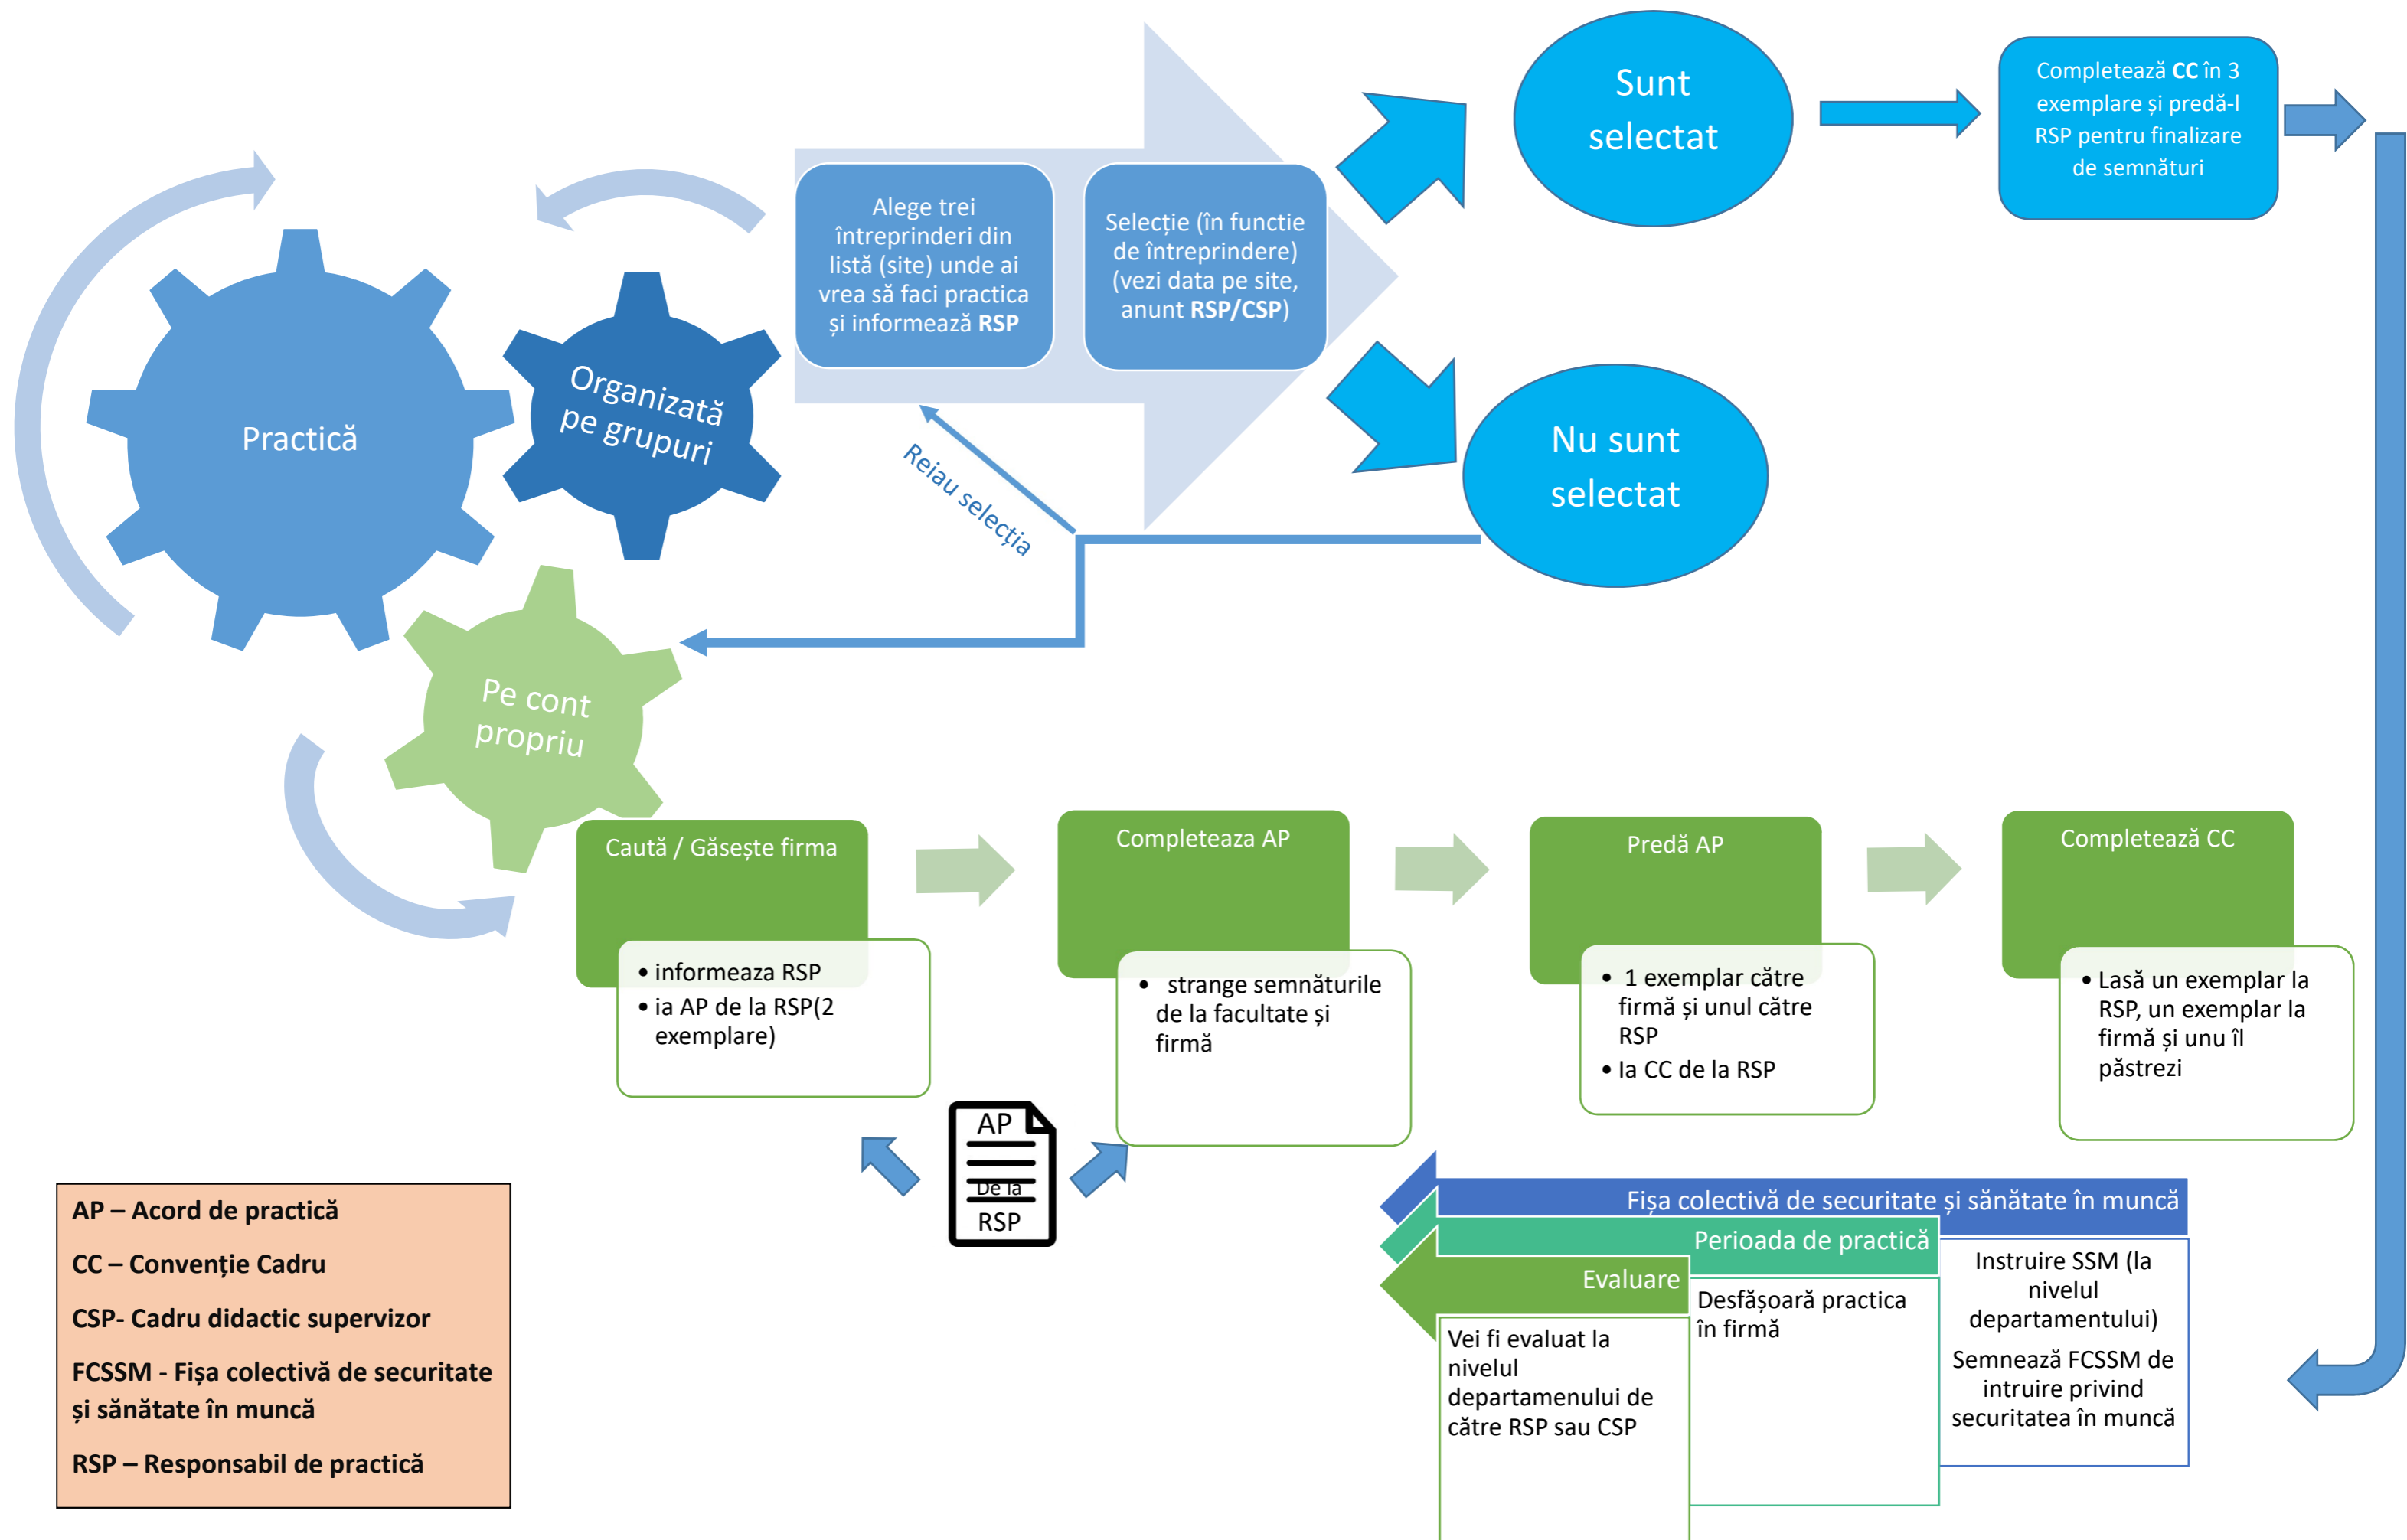 Practică
Organizată
pe grupuri
Pe cont
propriu
Alege trei
întreprinderi din
listă (site) unde ai
vrea să faci practica
și informează RSP
Selecție (în functie
de întreprindere)
(vezi data pe site,
anunt RSP/CSP)
Sunt
selectat
Completează CC în 3
exemplare și predă-l
RSP pentru finalizare
de semnături
Nu sunt
selectat
Reiau selecția
Caută / Găsește firma
• informeaza RSP
• ia AP de la RSP(2
exemplare)
Completeaza AP
• strange semnăturile
de la facultate și
firmă
Predă AP
• 1 exemplar către
firmă și unul către
RSP
• Ia CC de la RSP
Completează CC
• Lasă un exemplar la
RSP, un exemplar la
firmă și unu îl
păstrezi
AP
De la
RSP
AP – Acord de practică
CC – Convenție Cadru
CSP- Cadru didactic supervizor
FCSSM - Fișa colectivă de securitate
și sănătate în muncă
RSP – Responsabil de practică
Fișa colectivă de securitate și sănătate în muncă
Instruire SSM (la
nivelul
departamentului)
Semnează FCSSM de
intruire privind
securitatea în muncă
Perioada de practică
Desfășoară practica
în firmă
Evaluare
Vei fi evaluat la
nivelul
departamenului de
către RSP sau CSP